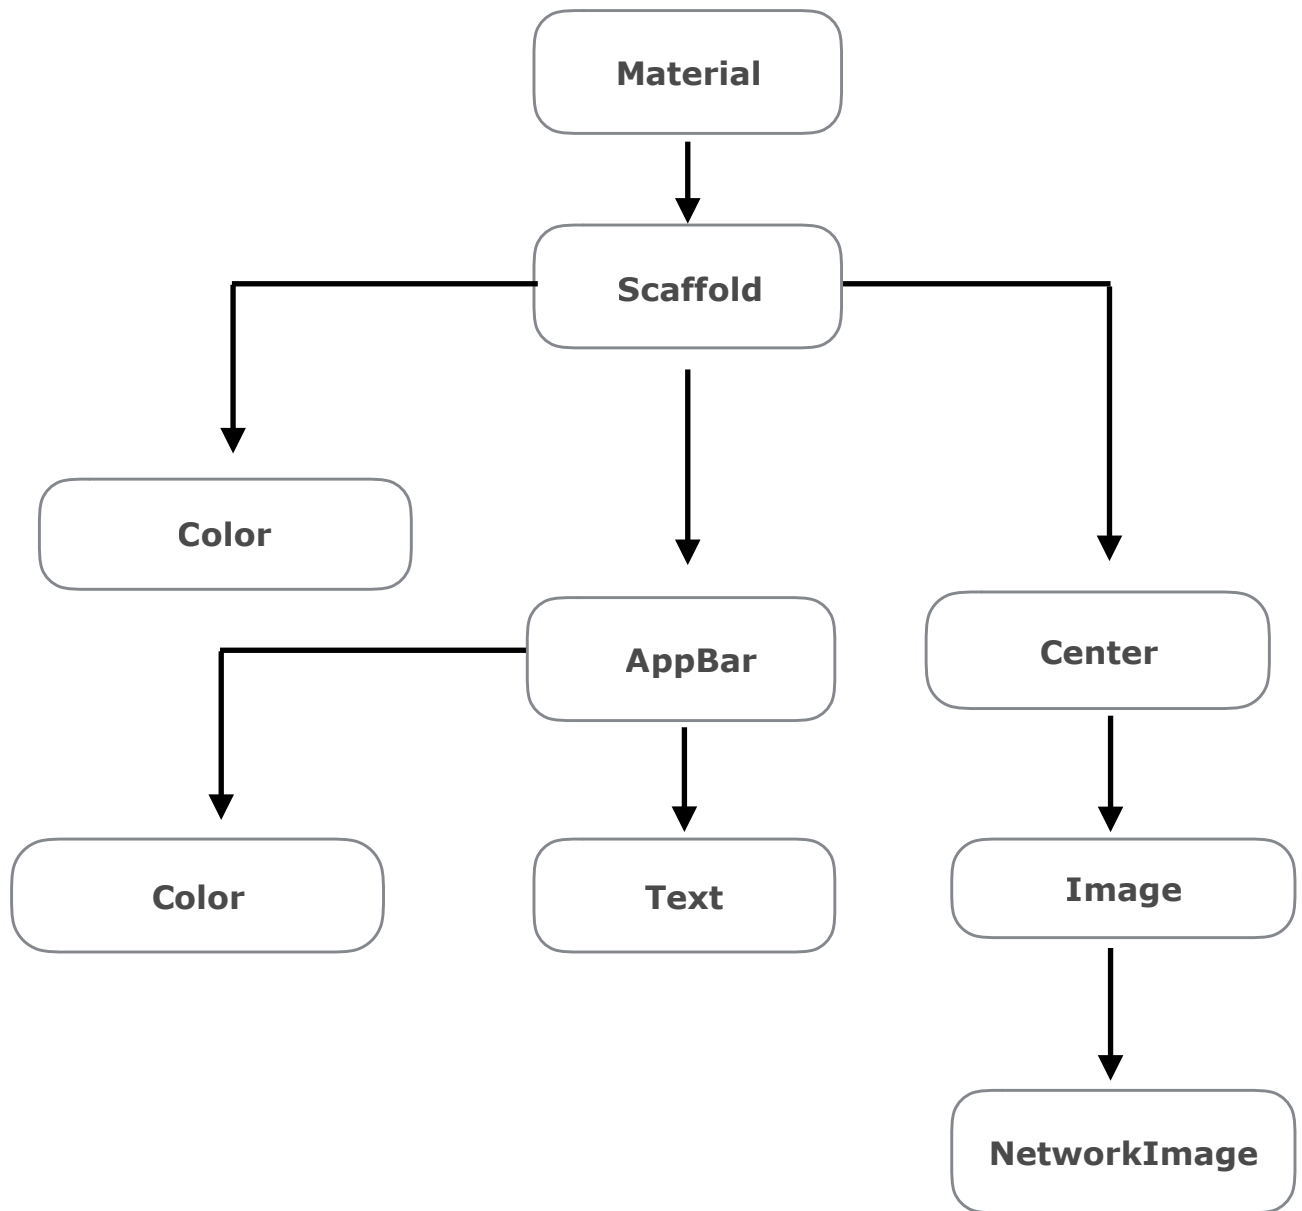 Material
Scaffold
Color
AppBar
Center
Color
Text
Image
NetworkImage